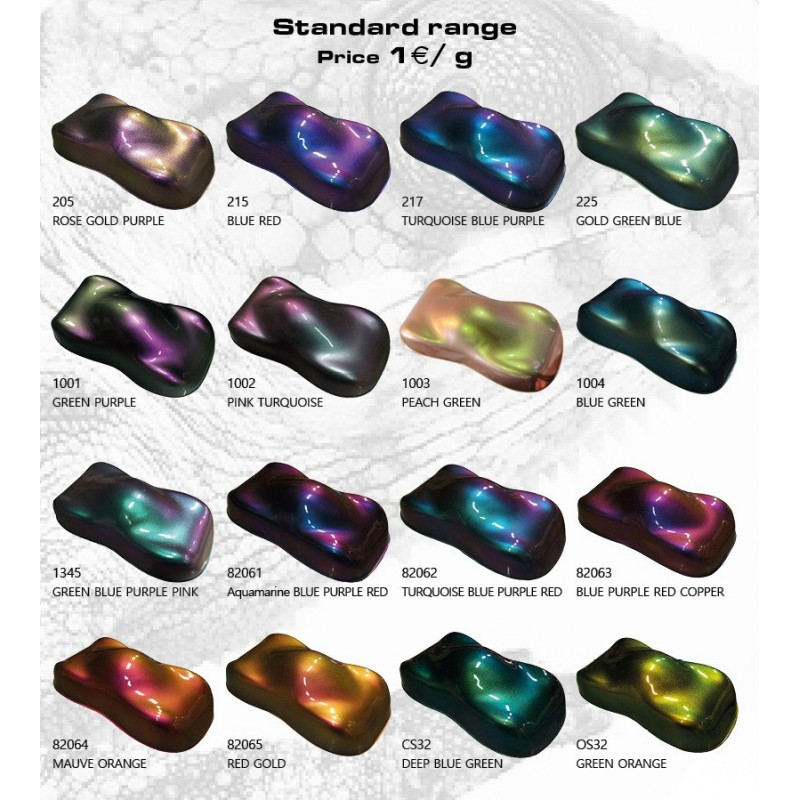 Standard range
Price 1€/ g
205
ROSE GOLD PURPLE
215
BLUE RED
217
TURQUOISE BLUE PURPLE
225
GOLD GREEN BLUE
1001
GREEN PURPLE
1002
PINK TURQUOISE
1003
PEACH GREEN
1004
BLUE GREEN
1345
GREEN BLUE PURPLE PINK
82061
Aquamarine BLUE PURPLE RED
82062
TURQUOISE BLUE PURPLE RED
82063
BLUE PURPLE RED COPPER
82064
MAUVE ORANGE
82065
RED GOLD
CS32
DEEP BLUE GREEN
OS32
GREEN ORANGE